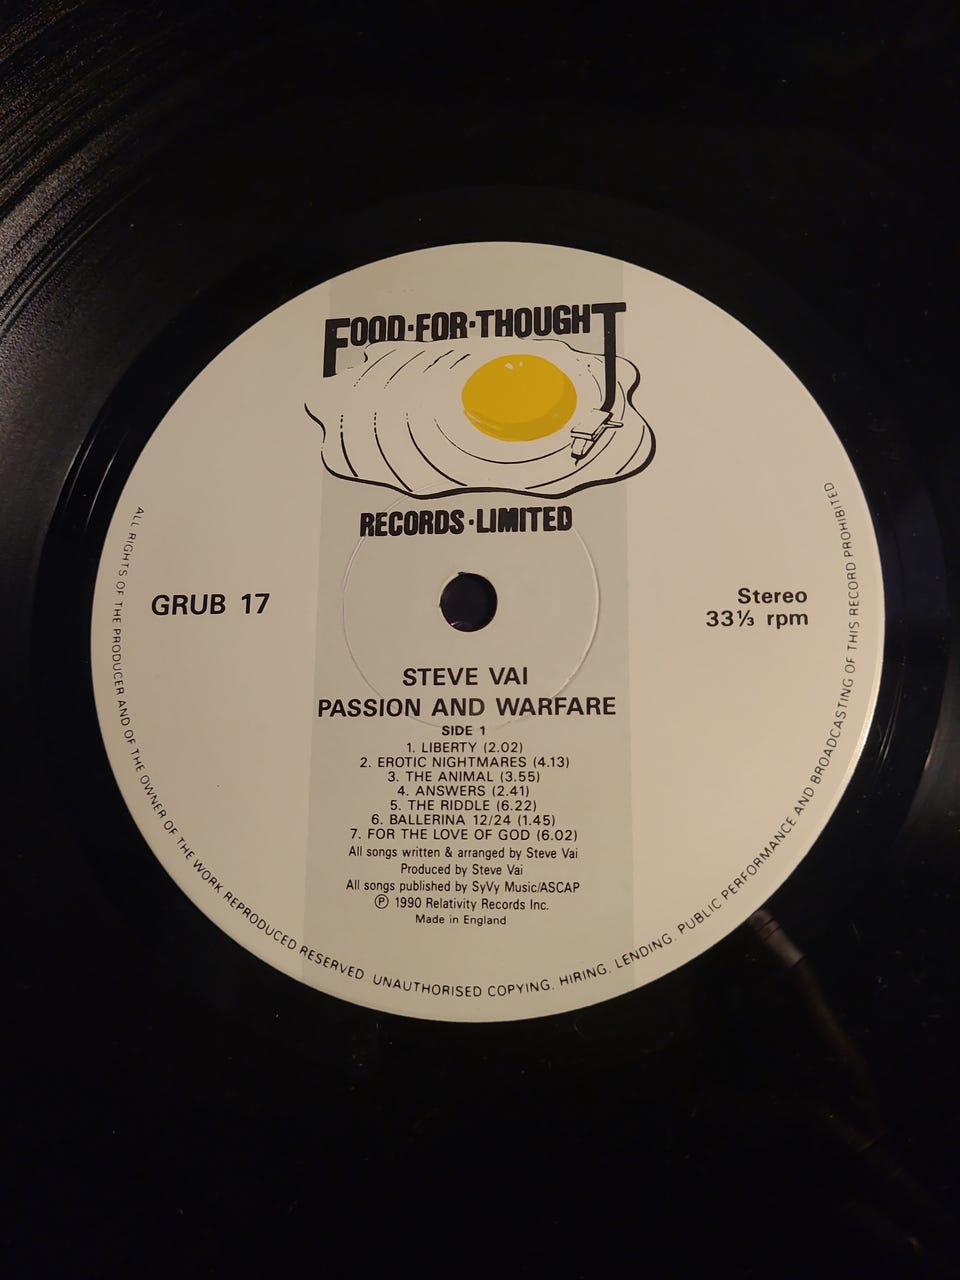 FOOD·FOR·THOUGHT
RECORDS·LIMITED
GRUB 17
Stereo
33⅓ rpm
STEVE VAI
PASSION AND WARFARE
SIDE 1
1. LIBERTY (2.02)
2. EROTIC NIGHTMARES (4.13)
3. THE ANIMAL (3.55)
4. ANSWERS (2.41)
5. THE RIDDLE (6.22)
6. BALLERINA 12/24 (1.45)
7. FOR THE LOVE OF GOD (6.02)
All songs written & arranged by Steve Vai
Produced by Steve Vai
All songs published by SyVy Music/ASCAP
℗ 1990 Relativity Records Inc.
Made in England
ALL RIGHTS OF THE PRODUCER AND OF THE OWNER OF THE WORK REPRODUCED RESERVED UNAUTHORISED COPYING, HIRING, LENDING, PUBLIC PERFORMANCE AND BROADCASTING OF THIS RECORD PROHIBITED